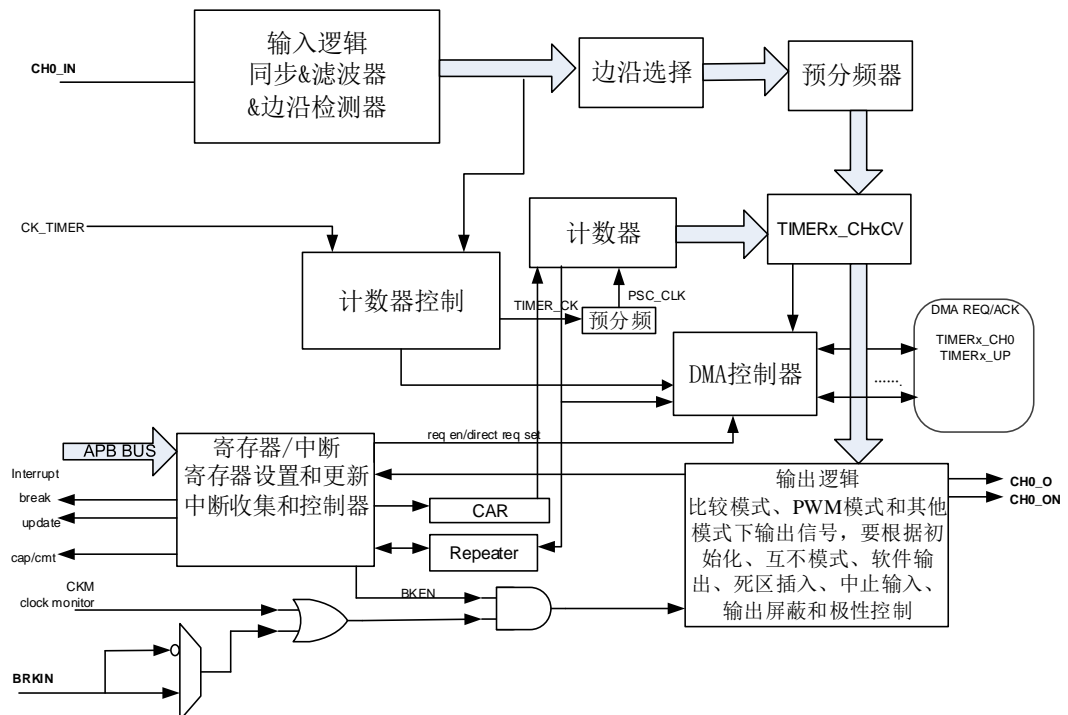 CH0_IN
输入逻辑
同步&滤波器
&边沿检测器
边沿选择
预分频器
CK_TIMER
计数器控制
计数器
TIMERx_CHxCV
TIMER_CK
PSC_CLK
预分频
DMA控制器
DMA REQ/ACK
TIMERx_CH0
TIMERx_UP
.......
APB BUS
寄存器/中断
寄存器设置和更新
中断收集和控制器
req en/direct req set
Interrupt
break
update
cap/cmt
CAR
Repeater
输出逻辑
比较模式、PWM模式和其他
模式下输出信号，要根据初
始化、互不模式、软件输
出、死区插入、中止输入、
输出屏蔽和极性控制
CH0_O
CH0_ON
CKM
clock monitor
BKEN
BRKIN